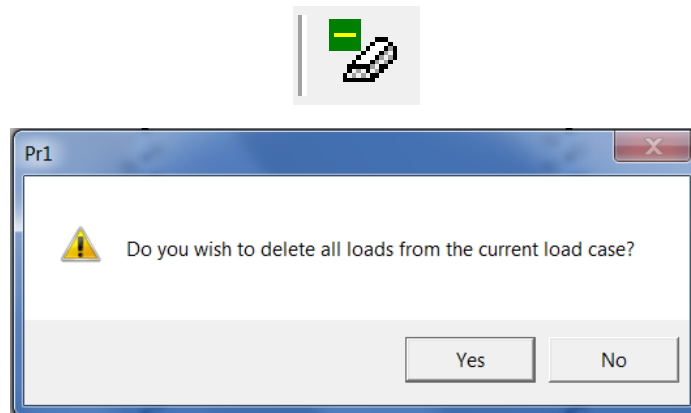 Pr1
Do you wish to delete all loads from the current load case?
Yes
No